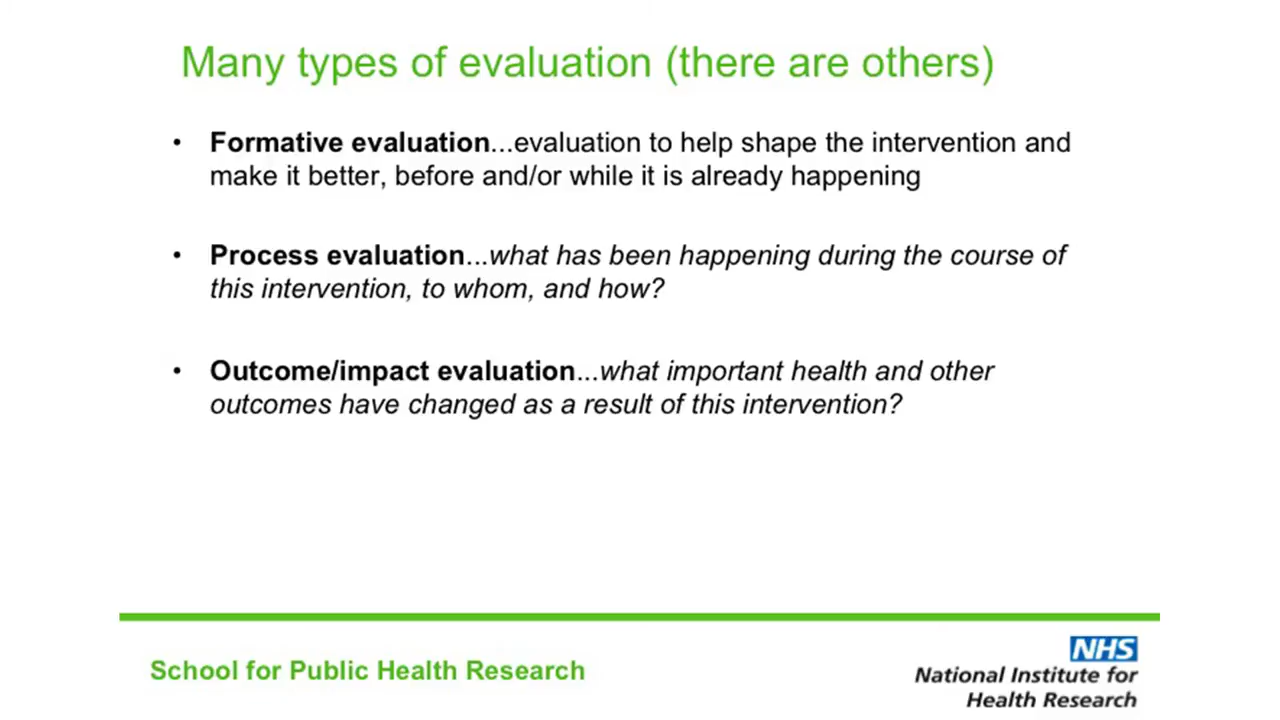 Many types of evaluation (there are others)
• Formative evaluation...evaluation to help shape the intervention and
make it better, before and/or while it is already happening
• Process evaluation...what has been happening during the course of
this intervention, to whom, and how?
• Outcome/impact evaluation...what important health and other
outcomes have changed as a result of this intervention?
School for Public Health Research
NHS
National Institute for
Health Research